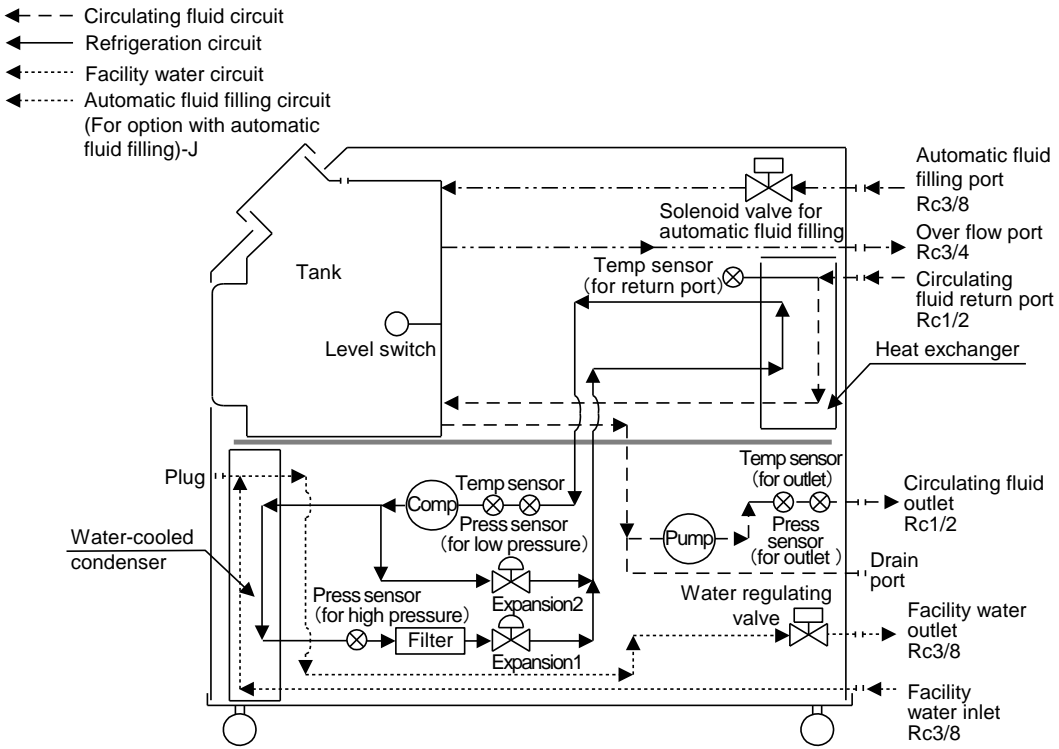 Circulating fluid circuit
Refrigeration circuit
Facility water circuit
Automatic fluid filling circuit
(For option with automatic
fluid filling)-J
Automatic fluid
filling port
Rc3/8
Solenoid valve for
automatic fluid filling
Over flow port
Rc3/4
Tank
Temp sensor
(for return port)
Circulating
fluid return port
Rc1/2
Level switch
Heat exchanger
Plug
Comp
Temp sensor
Press sensor
(for low pressure)
Temp sensor
(for outlet)
Circulating fluid
outlet
Rc1/2
Pump
Press
sensor
(for outlet)
Water-cooled
condenser
Drain
port
Press sensor
(for high pressure)
Expansion2
Water regulating
valve
Facility water
outlet
Rc3/8
Filter
Expansion1
Facility
water inlet
Rc3/8